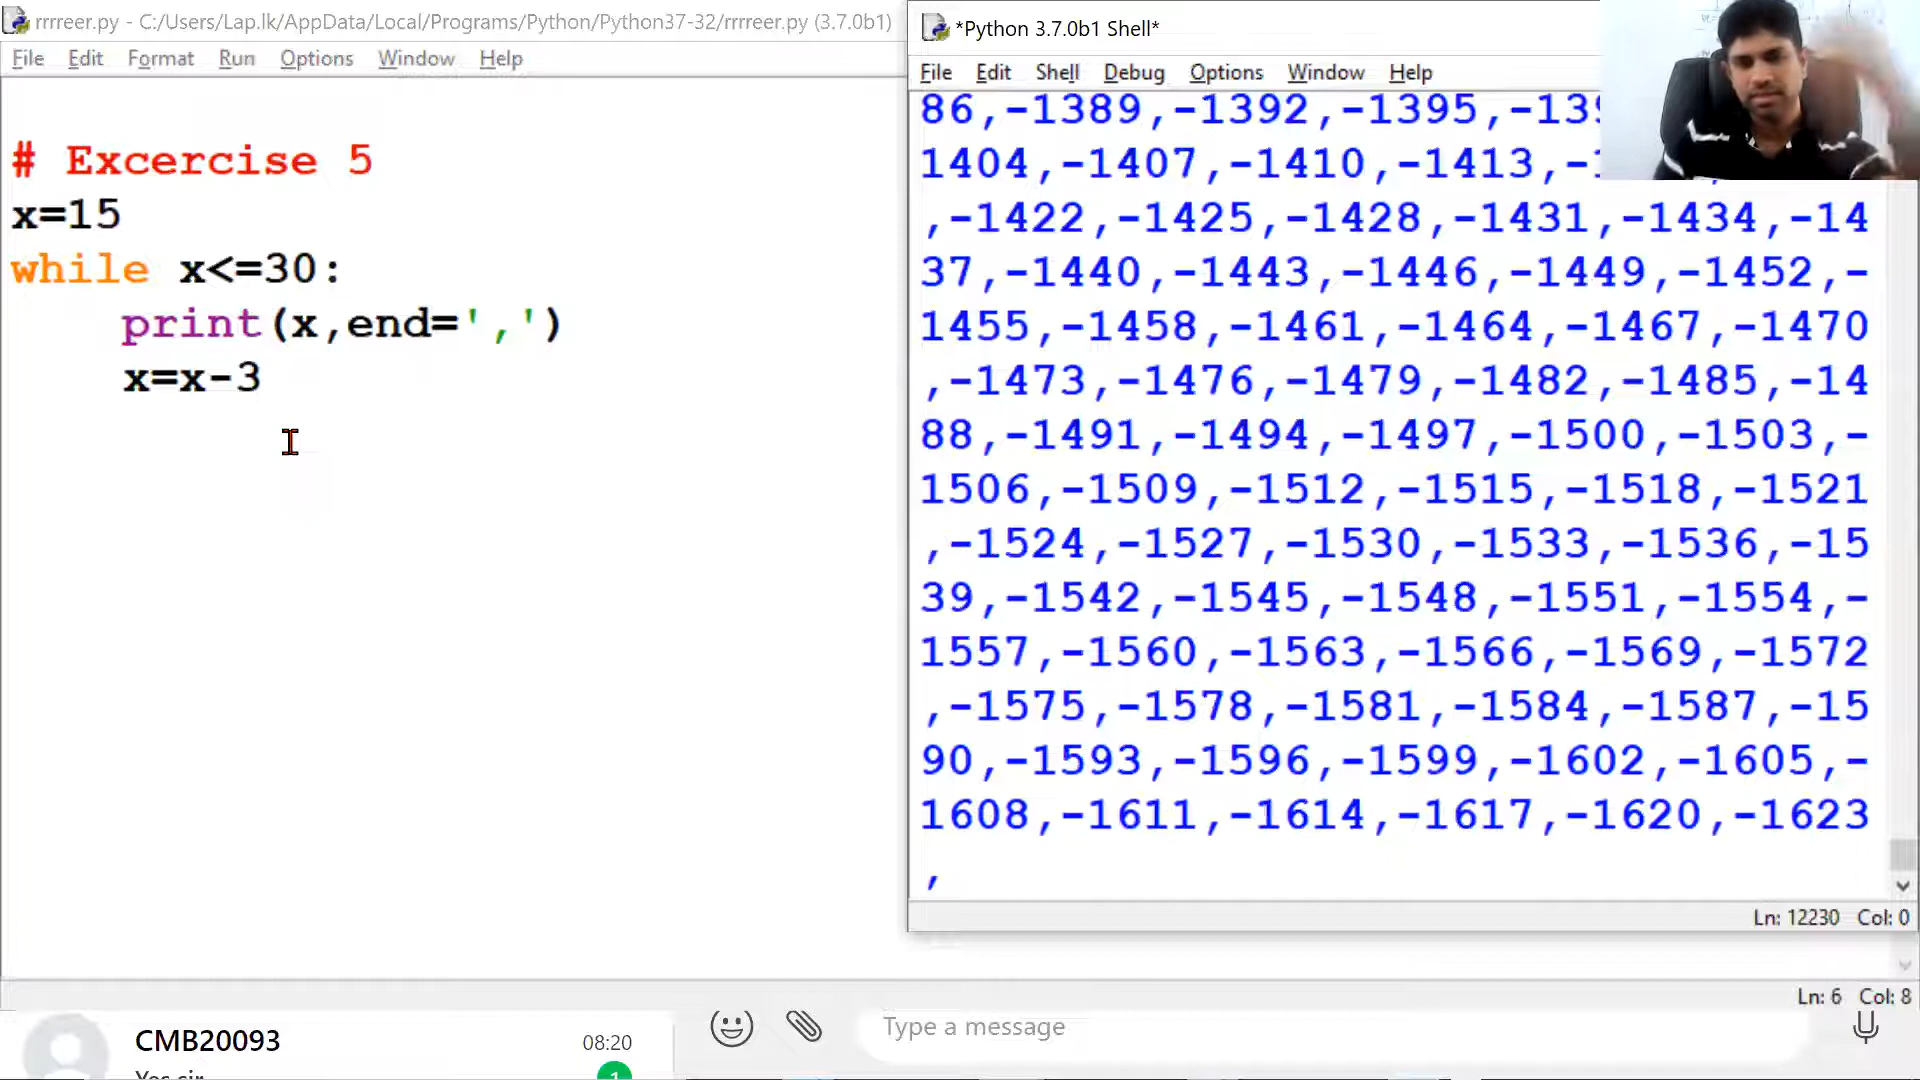 rrrreer.py - C:/Users/Lap.lk/AppData/Local/Programs/Python/Python37-32/rrrreer.py (3.7.0b1)
File Edit Format Run Options Window Help
# Excercise 5
x=15
while x<=30:
print(x,end=',')
x=x-3
*Python 3.7.0b1 Shell*
File Edit Shell Debug Options Window Help
86,-1389,-1392,-1395,-139
1404,-1407,-1410,-1413,-1
,-1422,-1425,-1428,-1431,-1434,-14
37,-1440,-1443,-1446,-1449,-1452,-
1455,-1458,-1461,-1464,-1467,-1470
,-1473,-1476,-1479,-1482,-1485,-14
88,-1491,-1494,-1497,-1500,-1503,-
1506,-1509,-1512,-1515,-1518,-1521
,-1524,-1527,-1530,-1533,-1536,-15
39,-1542,-1545,-1548,-1551,-1554,-
1557,-1560,-1563,-1566,-1569,-1572
,-1575,-1578,-1581,-1584,-1587,-15
90,-1593,-1596,-1599,-1602,-1605,-
1608,-1611,-1614,-1617,-1620,-1623
,
Ln: 12230 Col: 0
Ln: 6 Col: 8
CMB20093 08:20
Yes sir
1
Type a message